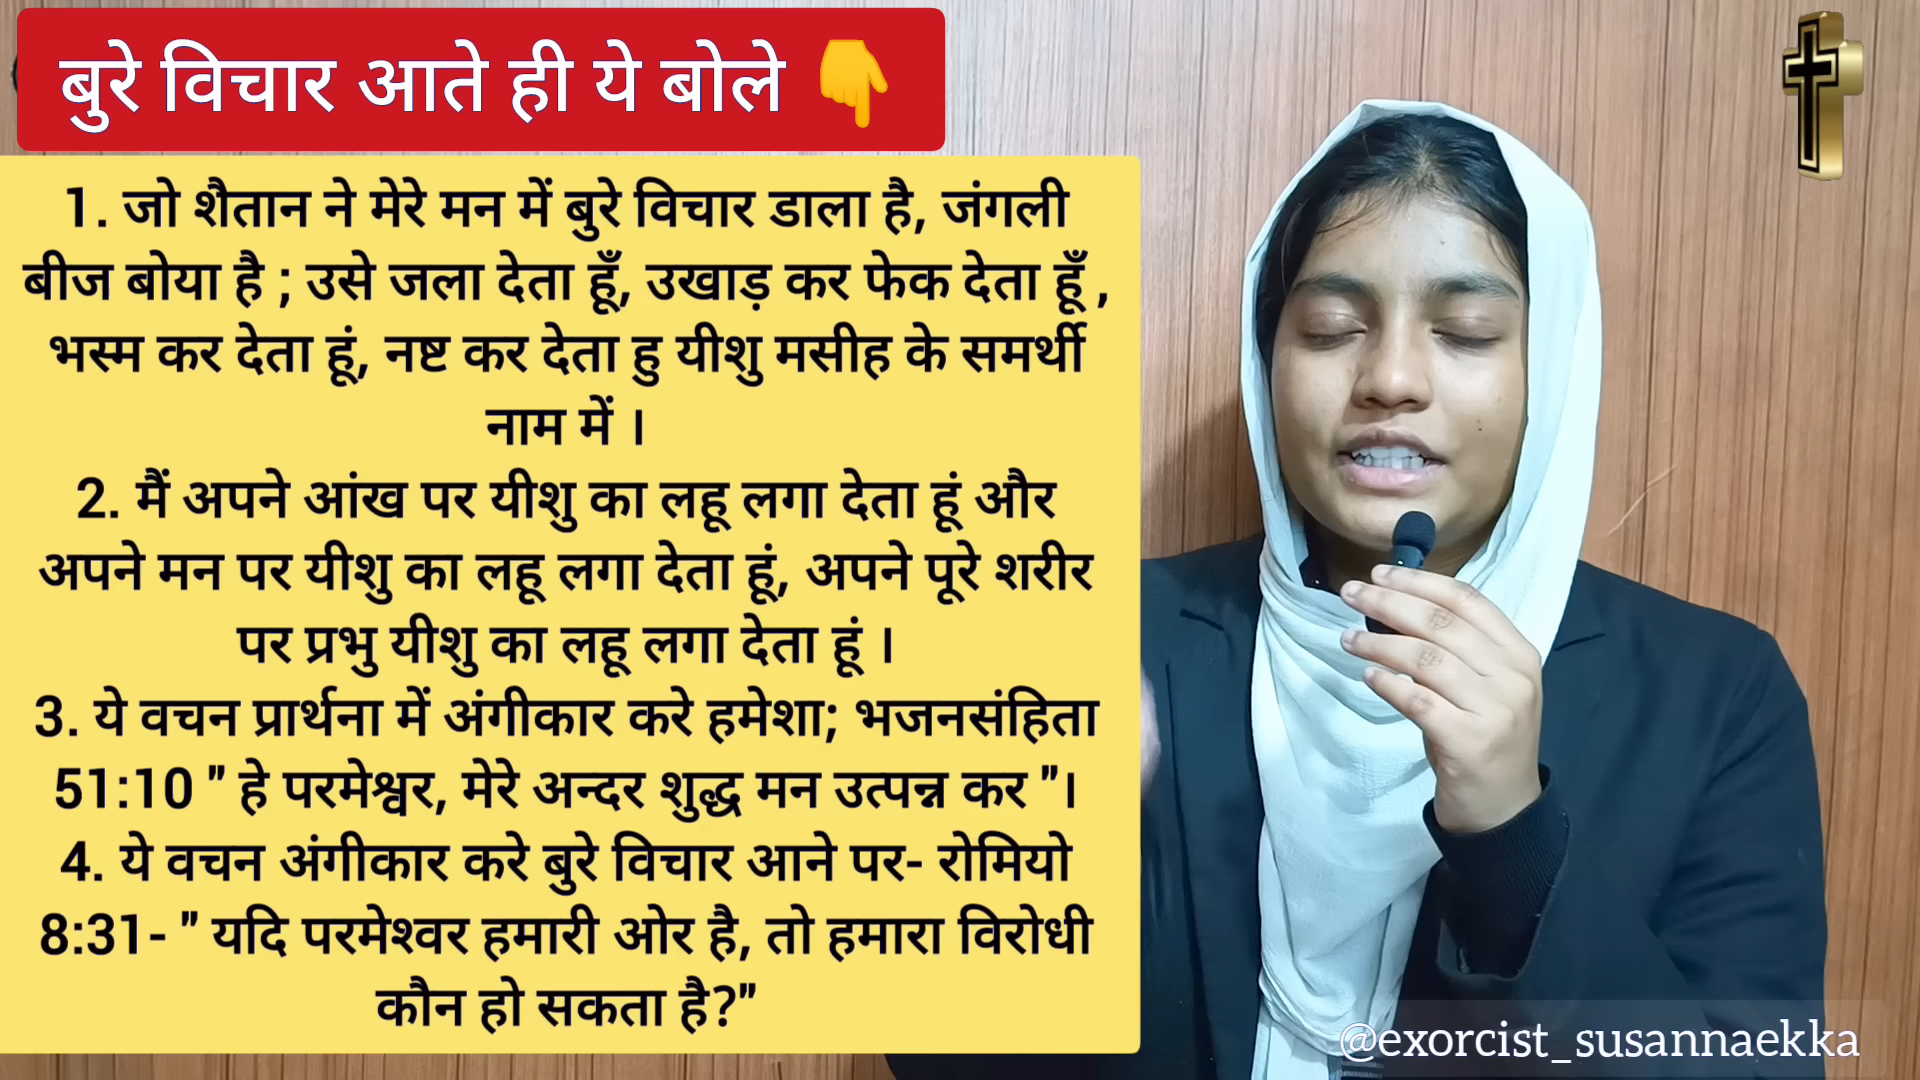 बुरे विचार आते ही ये बोले 👇
1. जो शैतान ने मेरे मन में बुरे विचार डाला है, जंगली
बीज बोया है ; उसे जला देता हूँ, उखाड़ कर फेक देता हूँ ,
भस्म कर देता हूं, नष्ट कर देता हु यीशु मसीह के समर्थी
नाम में ।
2. मैं अपने आंख पर यीशु का लहू लगा देता हूं और
अपने मन पर यीशु का लहू लगा देता हूं, अपने पूरे शरीर
पर प्रभु यीशु का लहू लगा देता हूं ।
3. ये वचन प्रार्थना में अंगीकार करे हमेशा; भजनसंहिता
51:10 " हे परमेश्वर, मेरे अन्दर शुद्ध मन उत्पन्न कर "।
4. ये वचन अंगीकार करे बुरे विचार आने पर- रोमियो
8:31- " यदि परमेश्वर हमारी ओर है, तो हमारा विरोधी
कौन हो सकता है?"
@exorcist_susannaekka